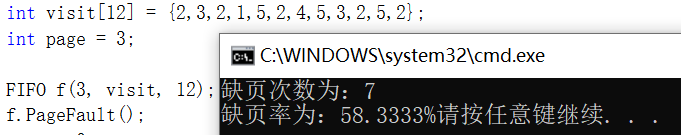 int visit[12] = {2,3,2,1,5,2,4,5,3,2,5,2};
int page = 3;
C:\WINDOWS\system32\cmd.exe
FIFO f(3, visit, 12);
缺页次数为：7
f.PageFault();
缺页率为：58.3333%请按任意键继续. . .